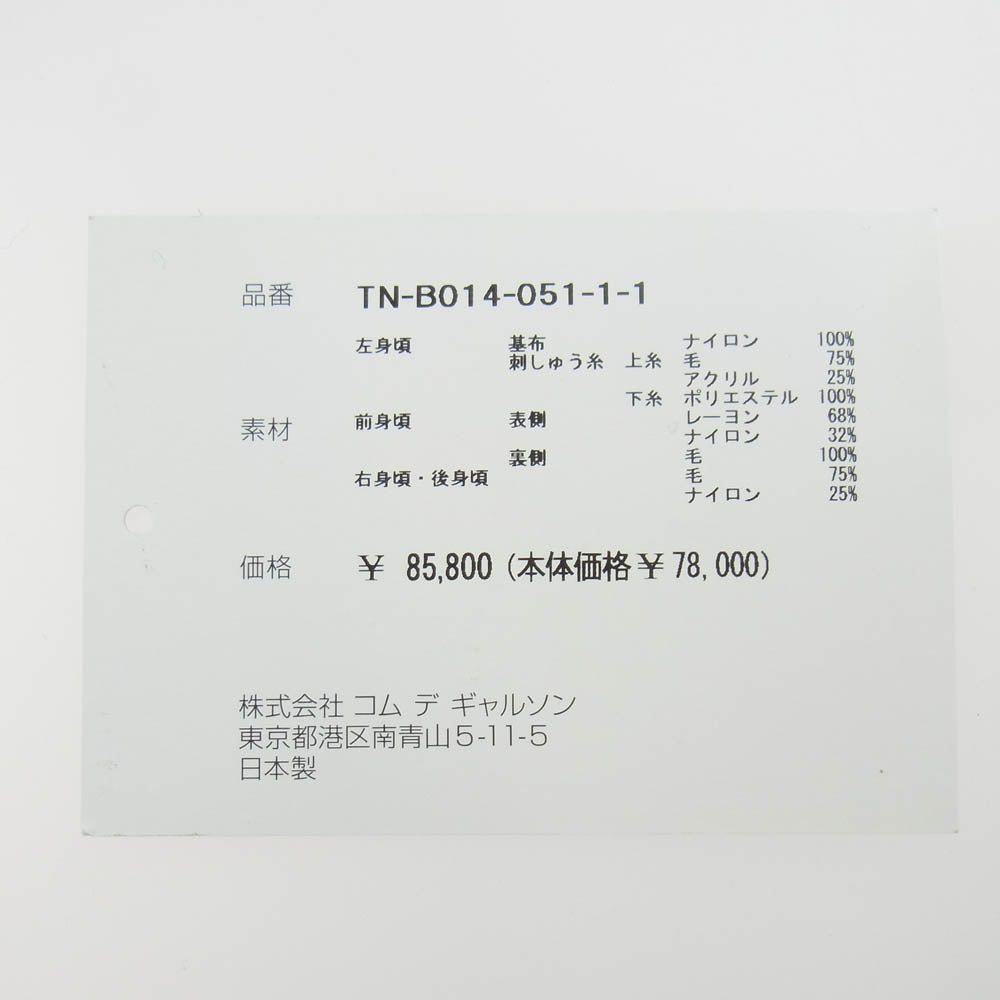 品番 TN-B014-051-1-1
左身頃 基布 ナイロン 100%
刺しゅう糸 上糸 毛 75%
アクリル 25%
下糸 ポリエステル 100%
素材 前身頃 表側 レーヨン 68%
ナイロン 32%
裏側 毛 100%
右身頃・後身頃 毛 75%
ナイロン 25%
価格 ¥ 85,800 (本体価格¥78,000)
株式会社 コム デ ギャルソン
東京都港区南青山5-11-5
日本製